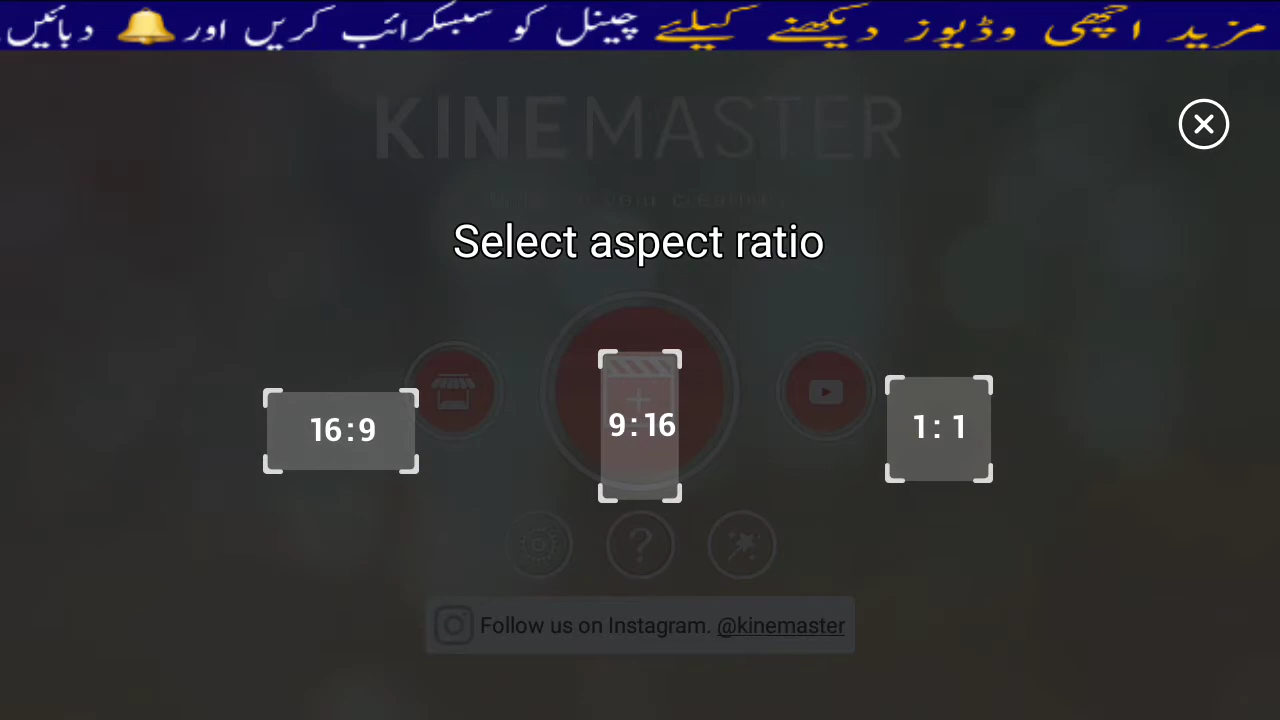 مزید اچھی وڈیوز دیکھنے کیلئے چینل کو سبسکرائب کریں اور دبائیں
KINEMASTER
Select aspect ratio
16:9
9:16
1:1
Follow us on Instagram. @kinemaster